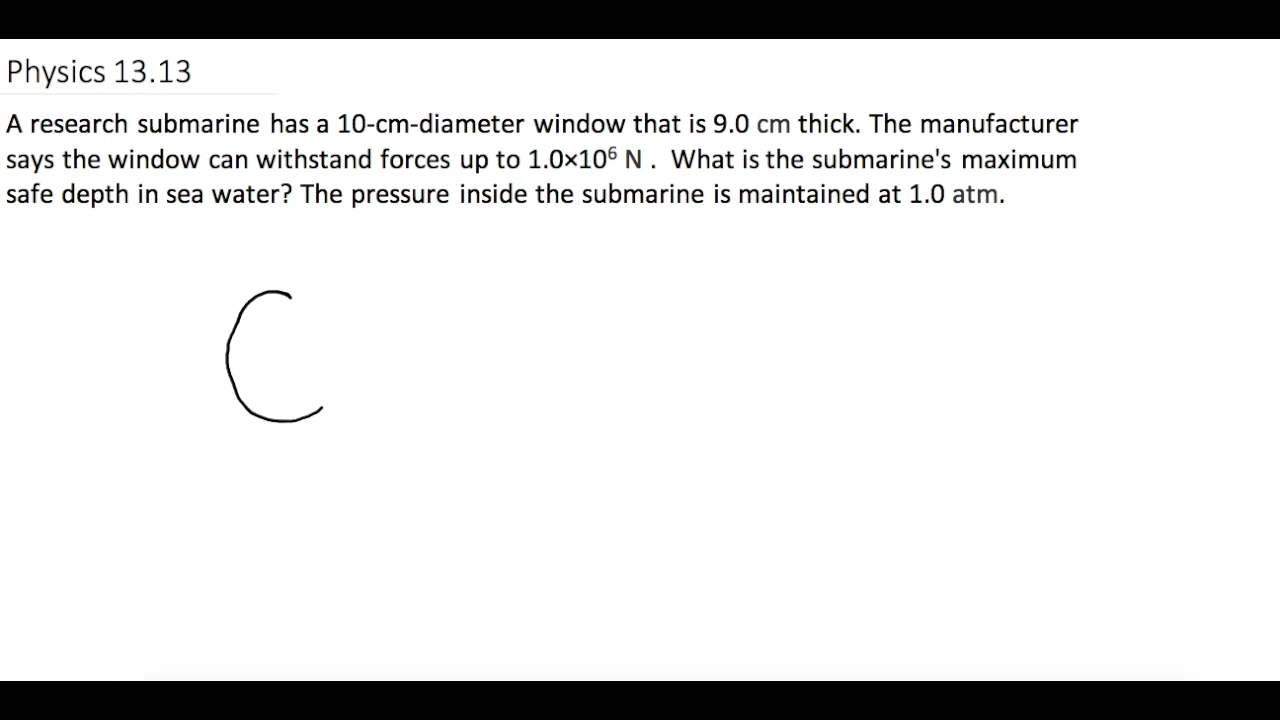 Physics 13.13
A research submarine has a 10-cm-diameter window that is 9.0 cm thick. The manufacturer
says the window can withstand forces up to 1.0×10⁶ N . What is the submarine's maximum
safe depth in sea water? The pressure inside the submarine is maintained at 1.0 atm.